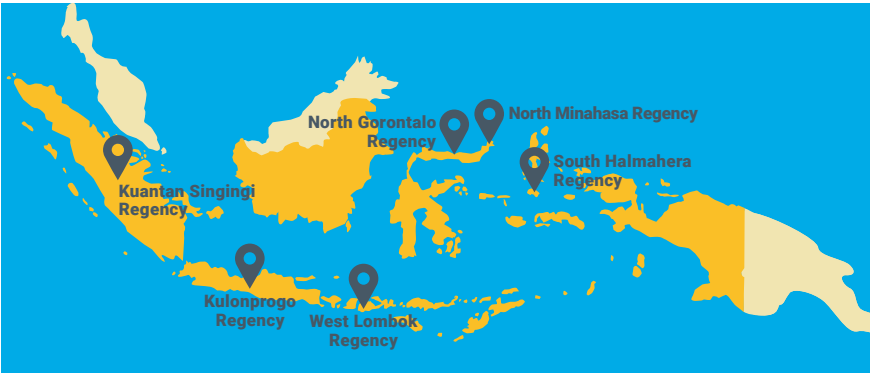 North Gorontalo
Regency
North Minahasa Regency
South Halmahera
Regency
Kuantan Singingi
Regency
Kulonprogo
Regency
West Lombok
Regency